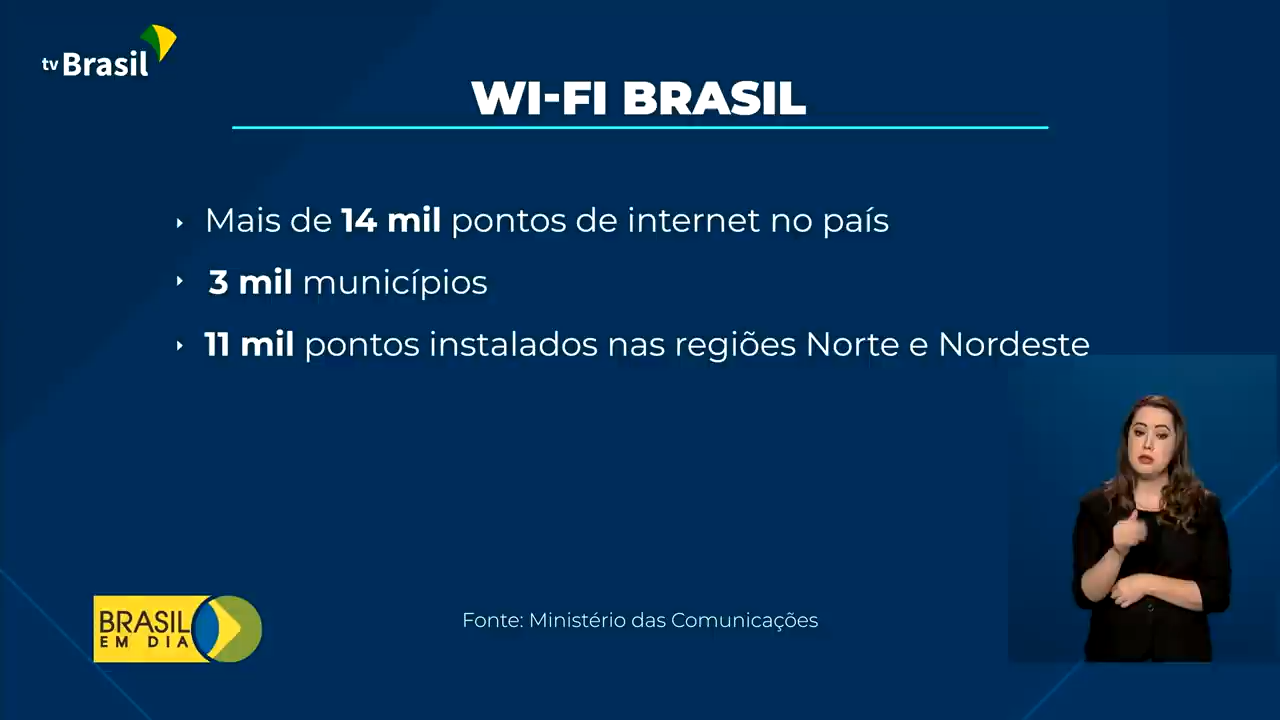 tv Brasil
WI-FI BRASIL
Mais de 14 mil pontos de internet no país
3 mil municípios
11 mil pontos instalados nas regiões Norte e Nordeste
BRASIL
EM DIA
Fonte: Ministério das Comunicações